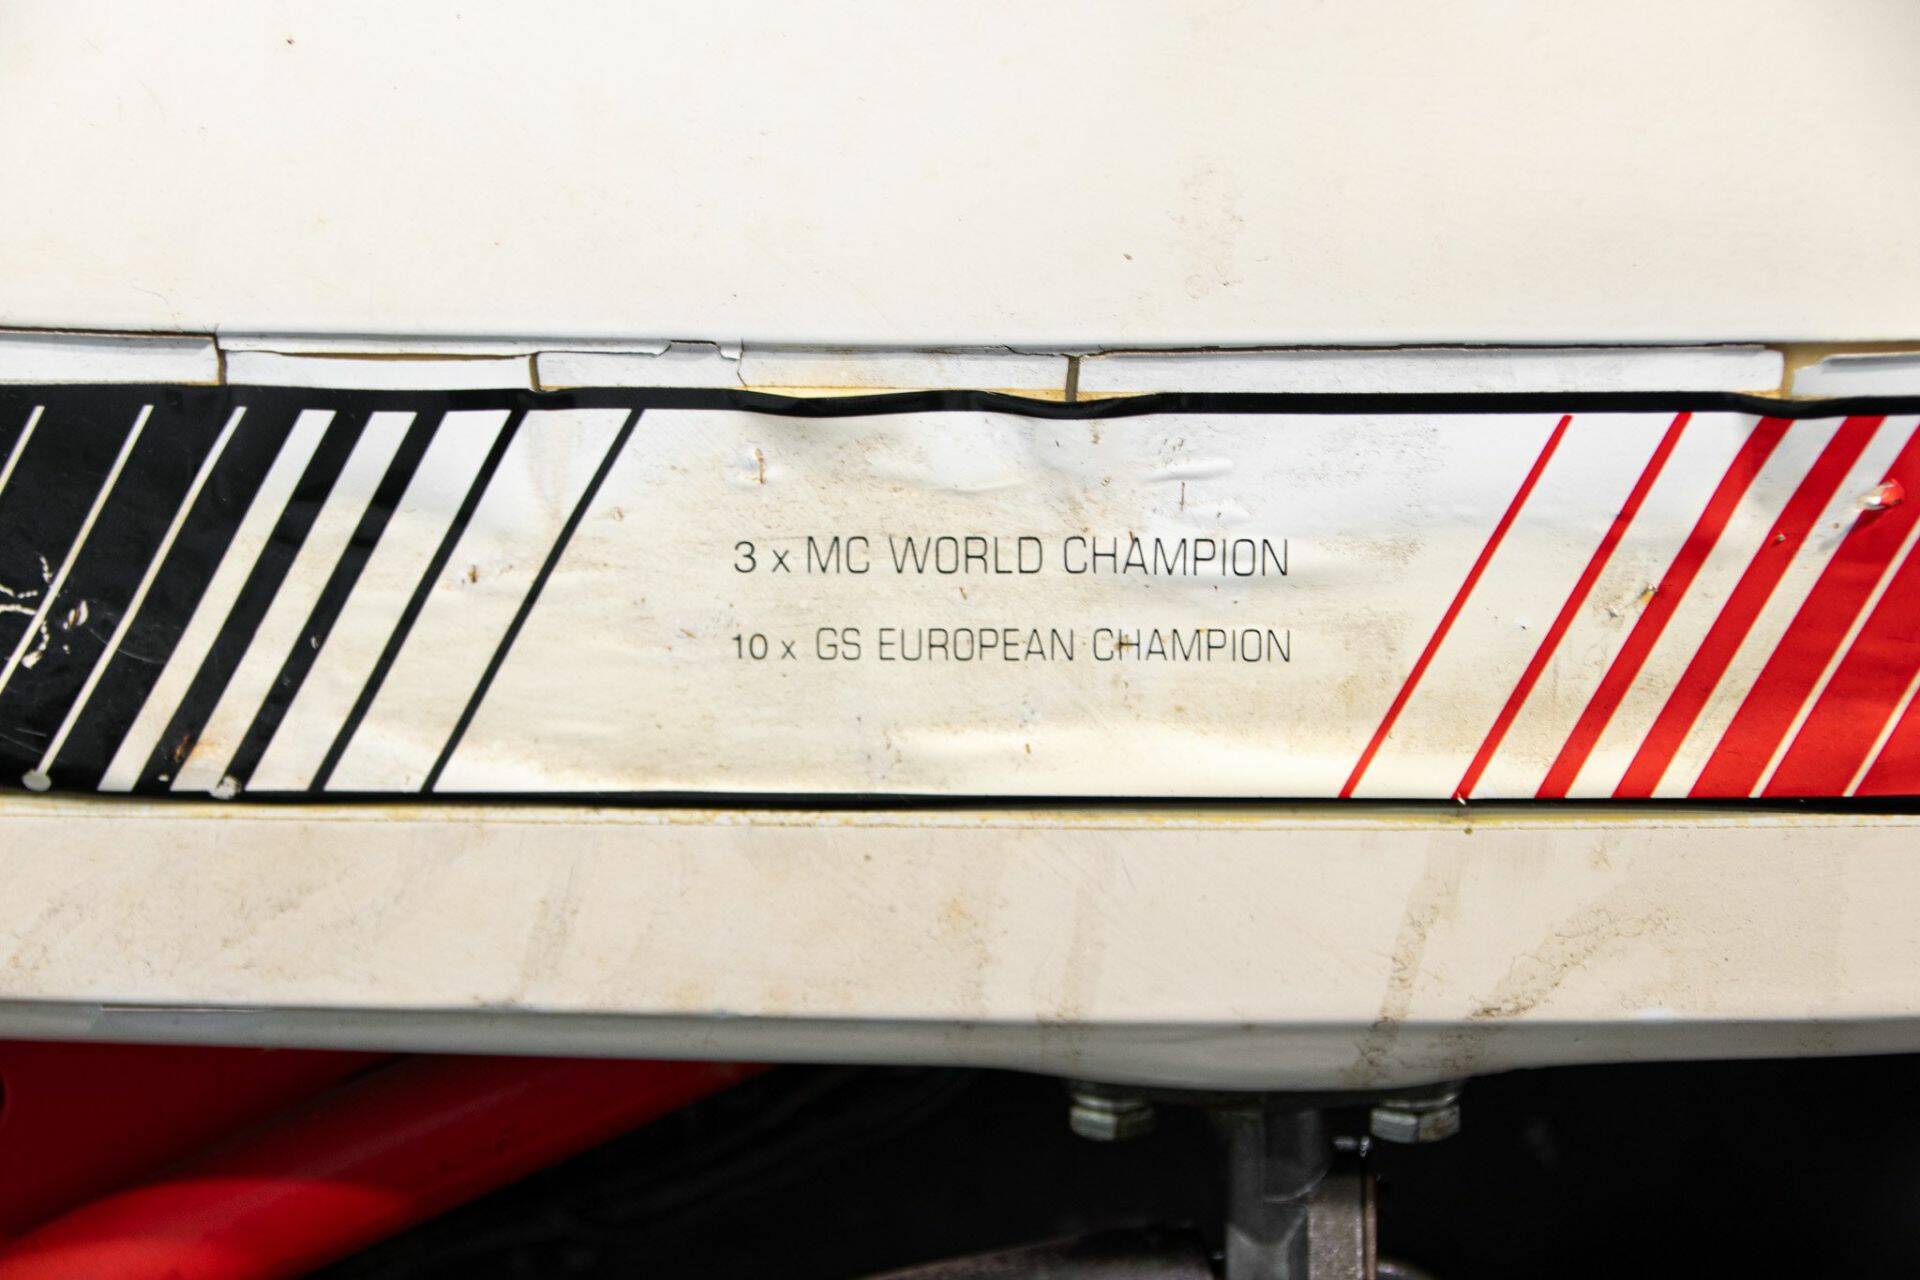 3 x MC WORLD CHAMPION
10 x GS EUROPEAN CHAMPION